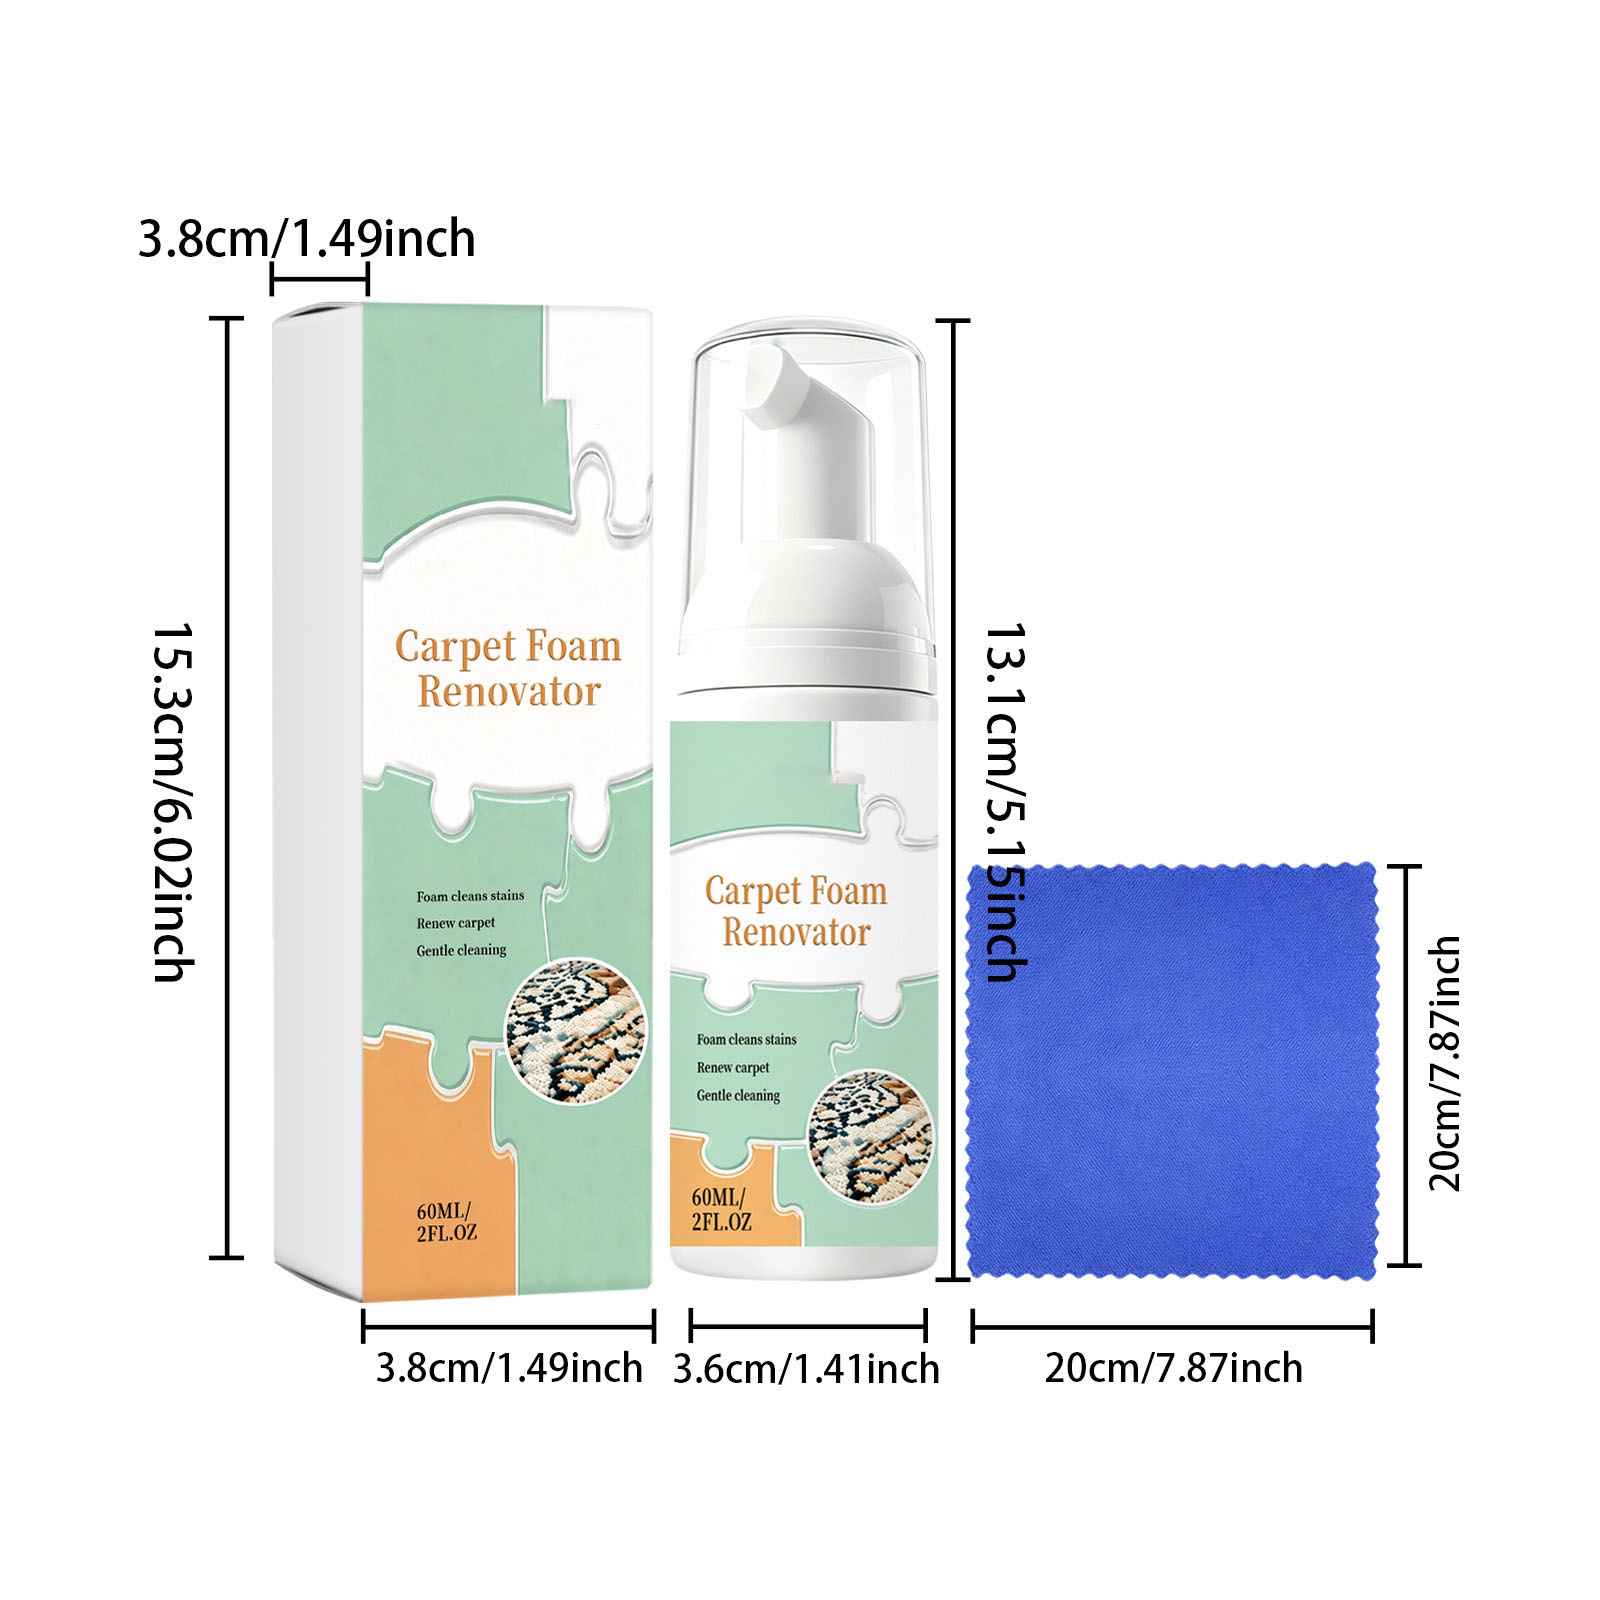 3.8cm/1.49inch
15.3cm/6.02inch
Carpet Foam
Renovator
Foam cleans stains
Renew carpet
Gentle cleaning
60ML/
2FL.OZ
3.8cm/1.49inch
Carpet Foam
Renovator
Foam cleans stains
Renew carpet
Gentle cleaning
60ML/
2FL.OZ
3.6cm/1.41inch
13.1cm/5.15inch
20cm/7.87inch
20cm/7.87inch